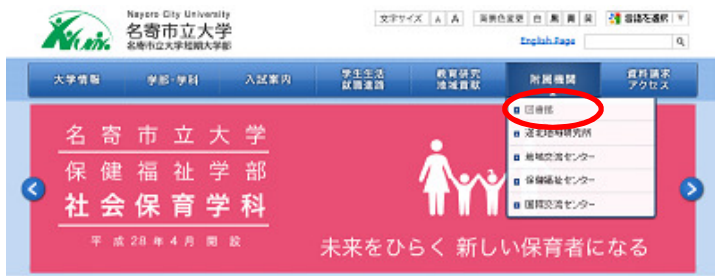 Nayoro City University
名寄市立大学
名寄市立大学短期大学部
文字サイズ A A 背景色変更 白 黒 青 言語を選択 ▼
English Page
大学情報 学部・学科 入試案内 学生生活 就職進路 教育研究 地域貢献 附属機関 資料請求 アクセス
図書館
道北地域研究所
地域交流センター
保健福祉センター
国際交流センター
名寄市立大学
保健福祉学部
社会保育学科
平成28年4月開設
未来をひらく 新しい保育者になる